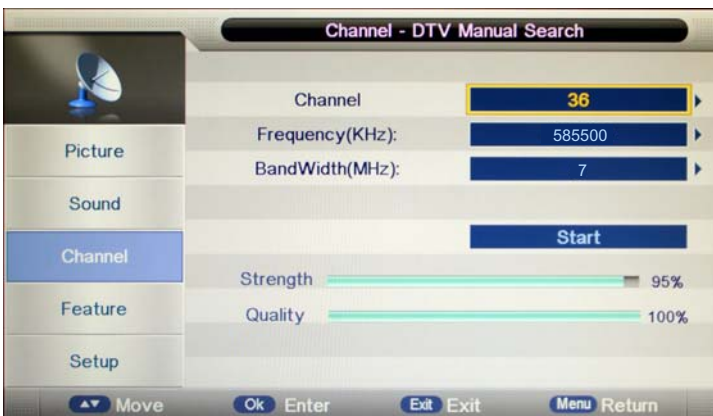 Channel - DTV Manual Search
Channel 36
Frequency(KHz): 585500
BandWidth(MHz): 7
Start
Strength 95%
Quality 100%
Picture
Sound
Channel
Feature
Setup
Move Ok Enter Exit Exit Menu Return